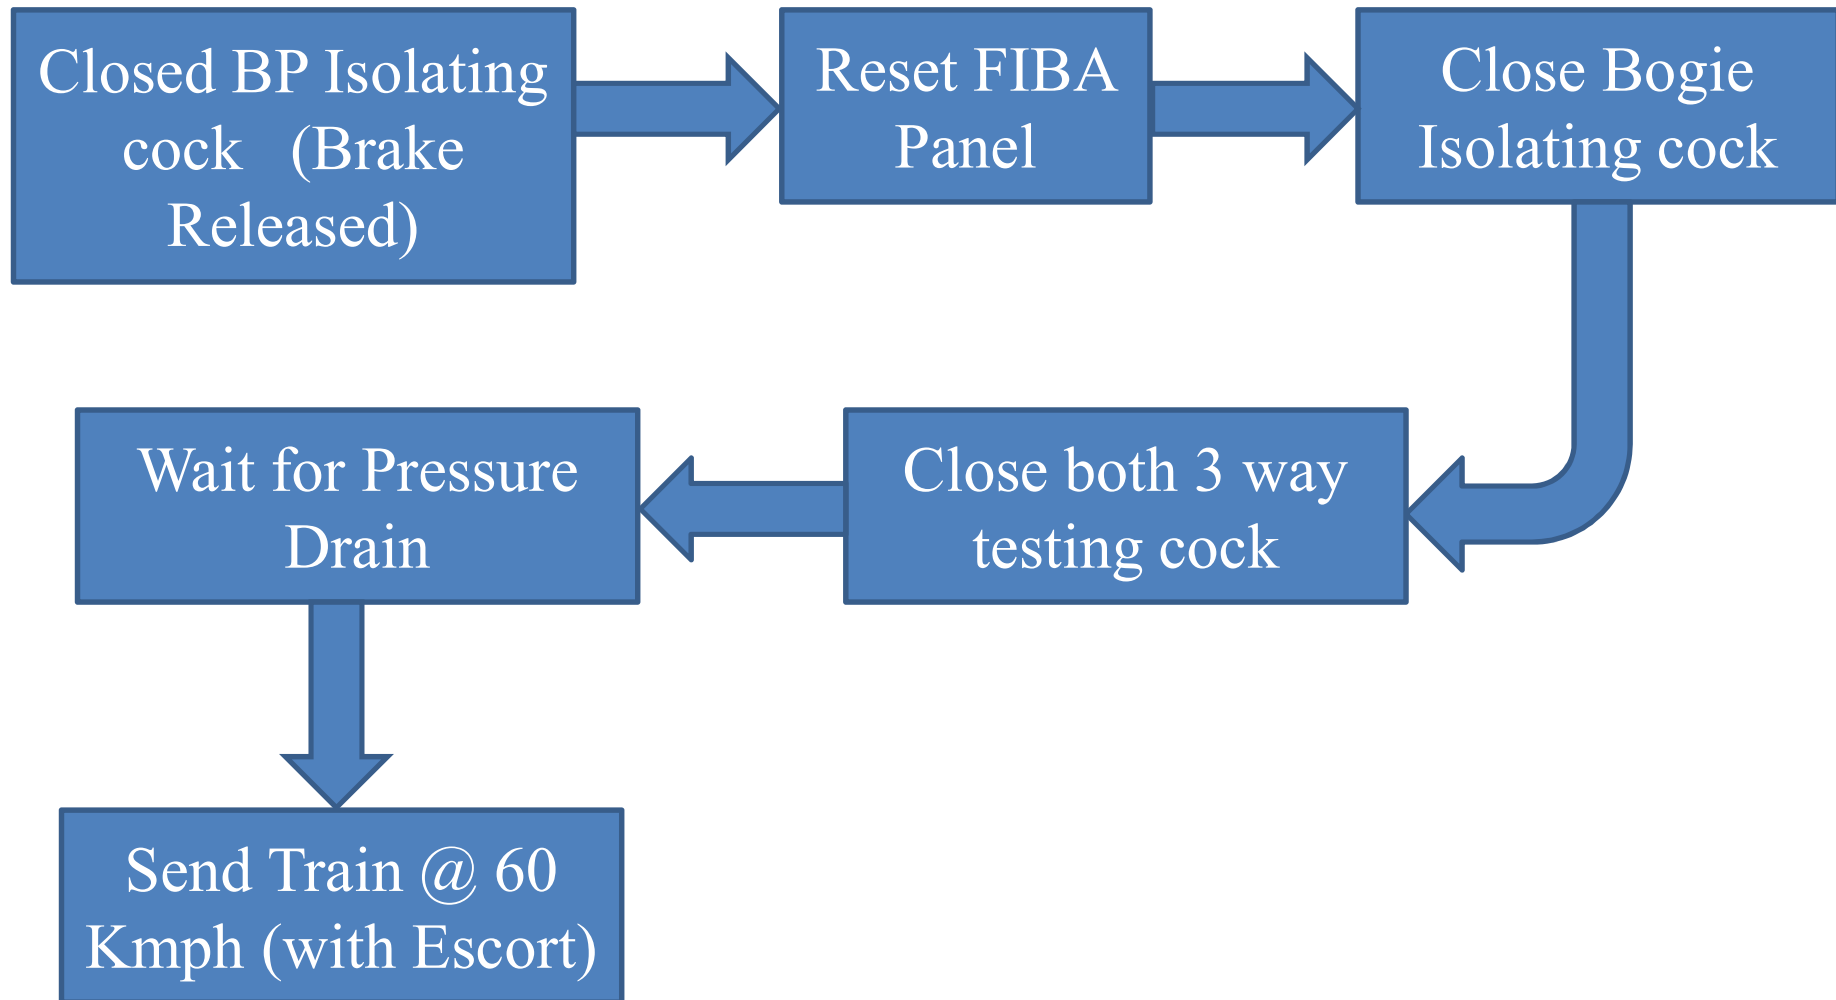 Closed BP Isolating
cock (Brake
Released)
Reset FIBA
Panel
Close Bogie
Isolating cock
Close both 3 way
testing cock
Wait for Pressure
Drain
Send Train @ 60
Kmph (with Escort)